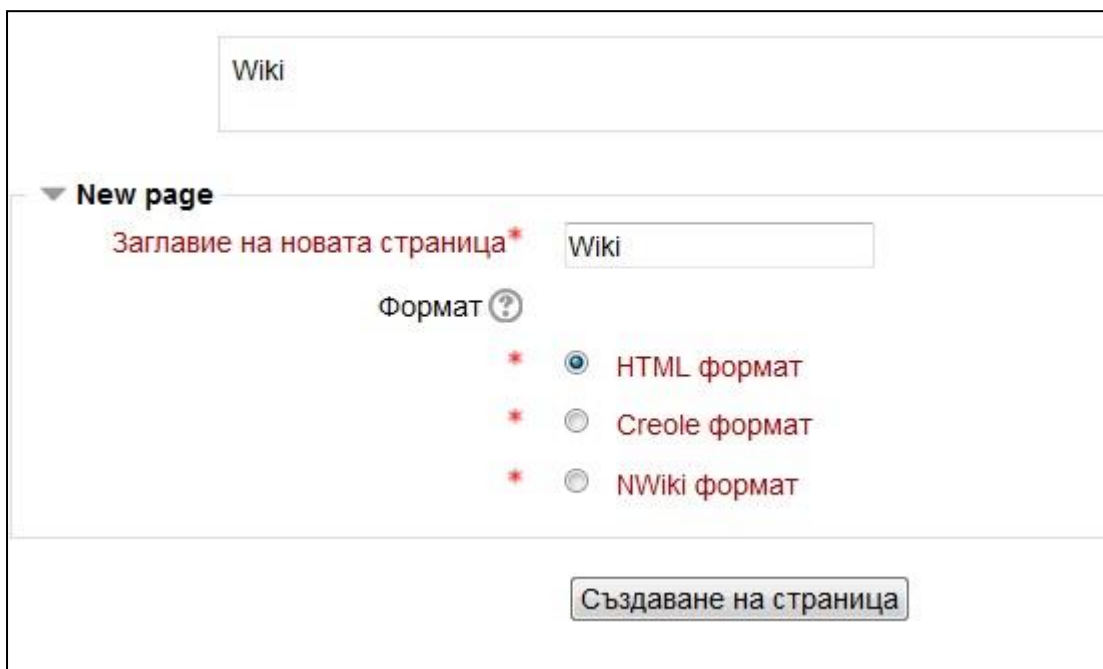 Wiki
New page
Заглавие на новата страница* Wiki
Формат ?
* HTML формат
* Creole формат
* NWiki формат
Създаване на страница